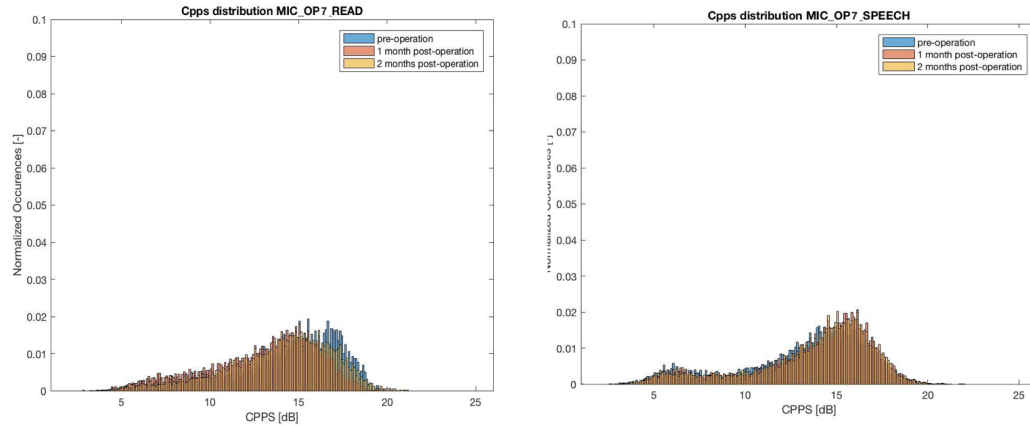 Cpps distribution MIC_OP7_READ
pre-operation
1 month post-operation
2 months post-operation
0.1
0.09
0.08
0.07
0.06
0.05
0.04
0.03
0.02
0.01
0
Normalized Occurences [-]
5
10
15
20
25
CPPS [dB]
Cpps distribution MIC_OP7_SPEECH
pre-operation
1 month post-operation
2 months post-operation
0.1
0.09
0.08
0.07
0.06
0.05
0.04
0.03
0.02
0.01
0
Normalized Occurences
5
10
15
20
25
CPPS [dB]